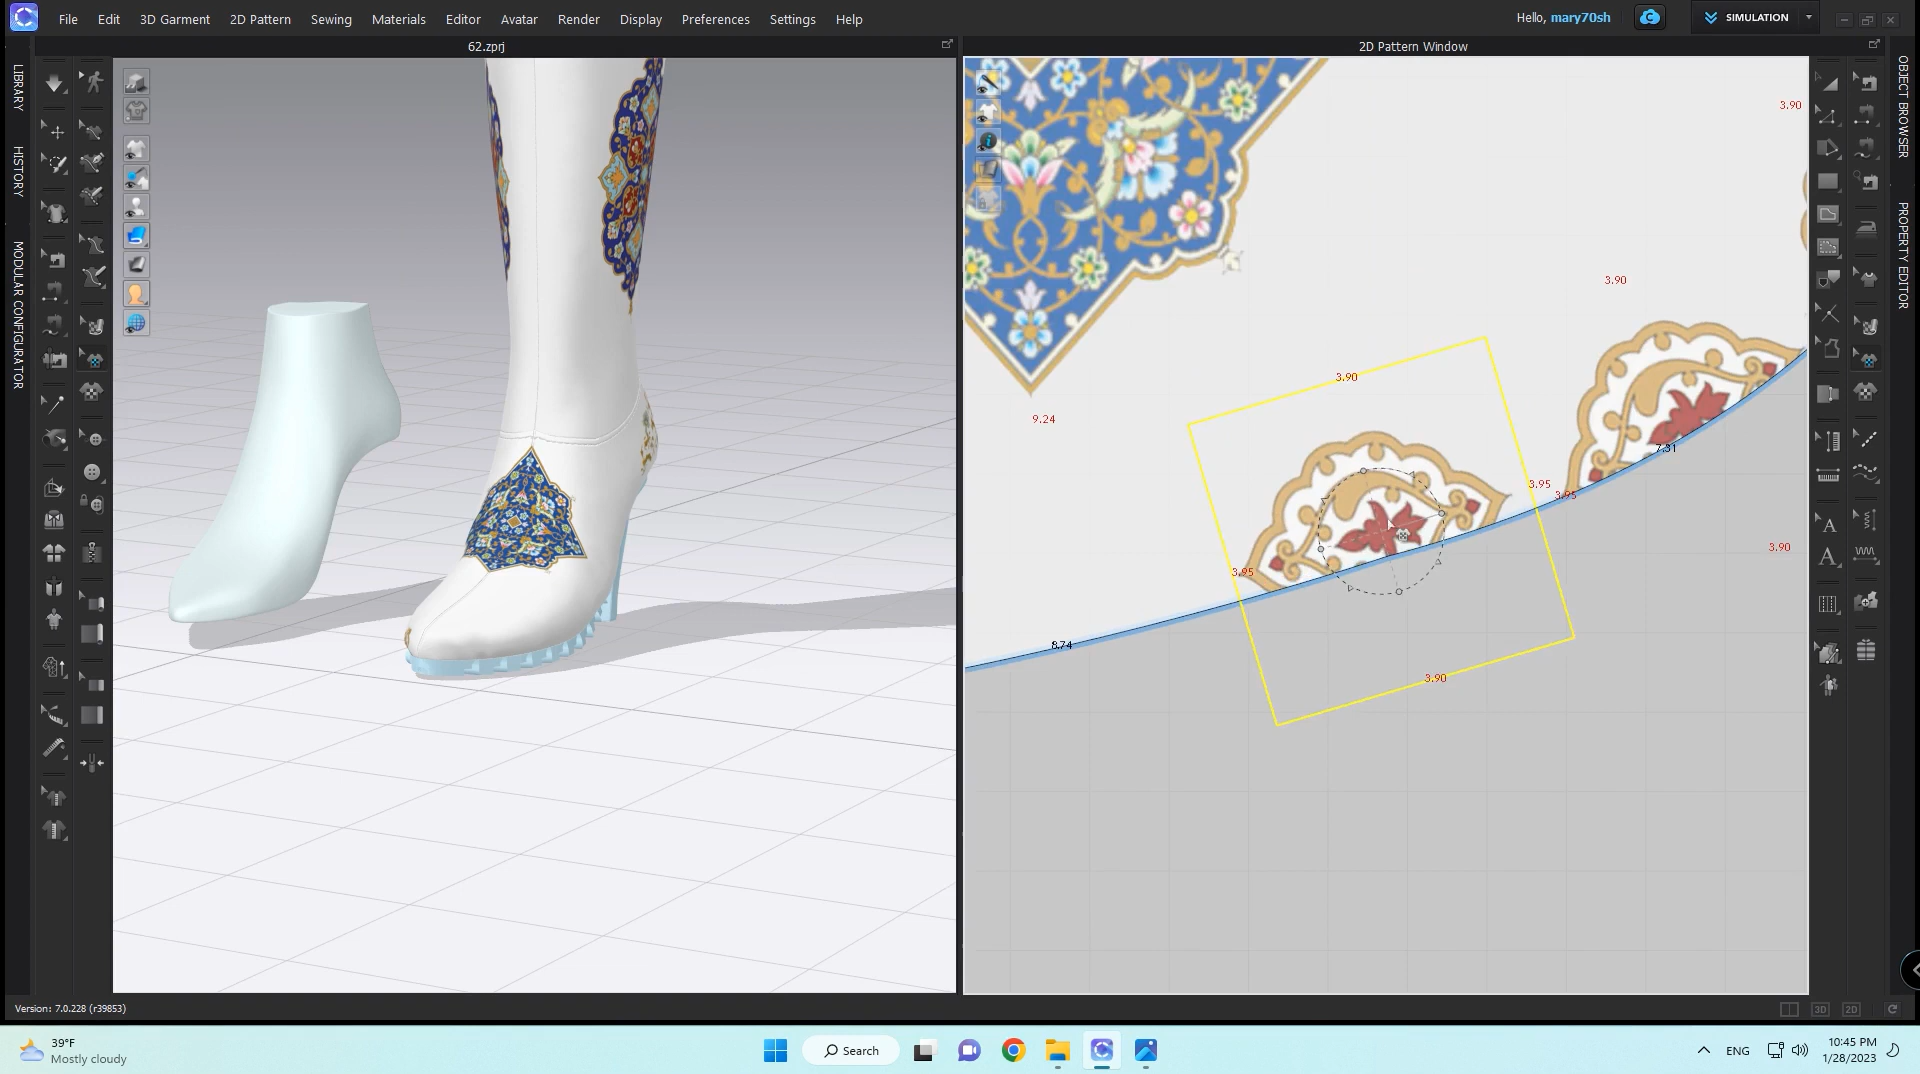 File Edit 3D Garment 2D Pattern Sewing Materials Editor Avatar Render Display Preferences Settings Help
Hello, mary70sh
SIMULATION
62.zprj
2D Pattern Window
LIBRARY
HISTORY
MODULAR CONFIGURATOR
OBJECT BROWSER
PROPERTY EDITOR
3.90
3.90
3.90
9.24
7.31
3.95
3.95
3.90
3.95
8.74
3.90
A
A
Version: 7.0.228 (r39853)
3D
2D
39°F
Mostly cloudy
Search
ENG
10:45 PM
1/28/2023